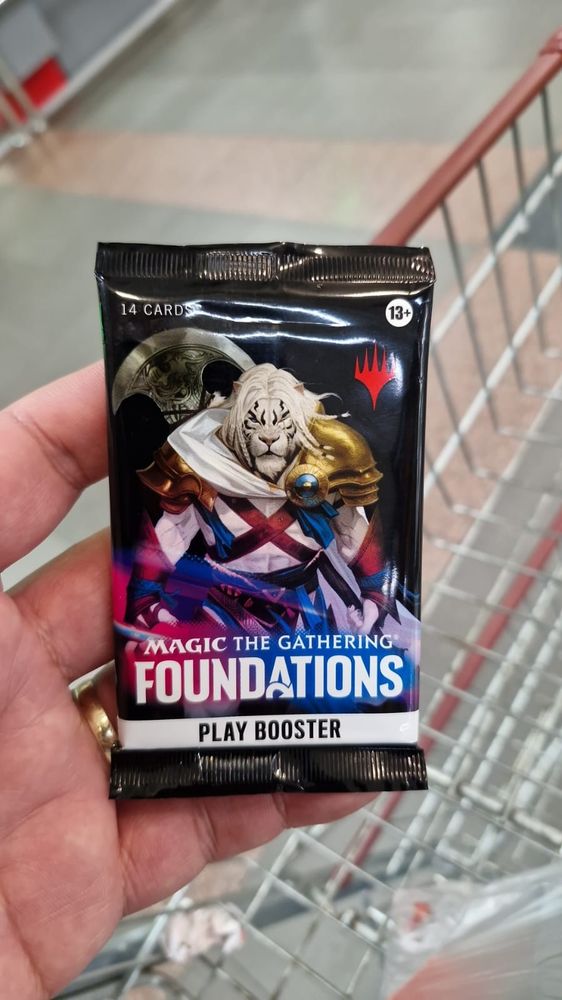 14 CARDS
13+
MAGIC THE GATHERING®
FOUNDATIONS
PLAY BOOSTER